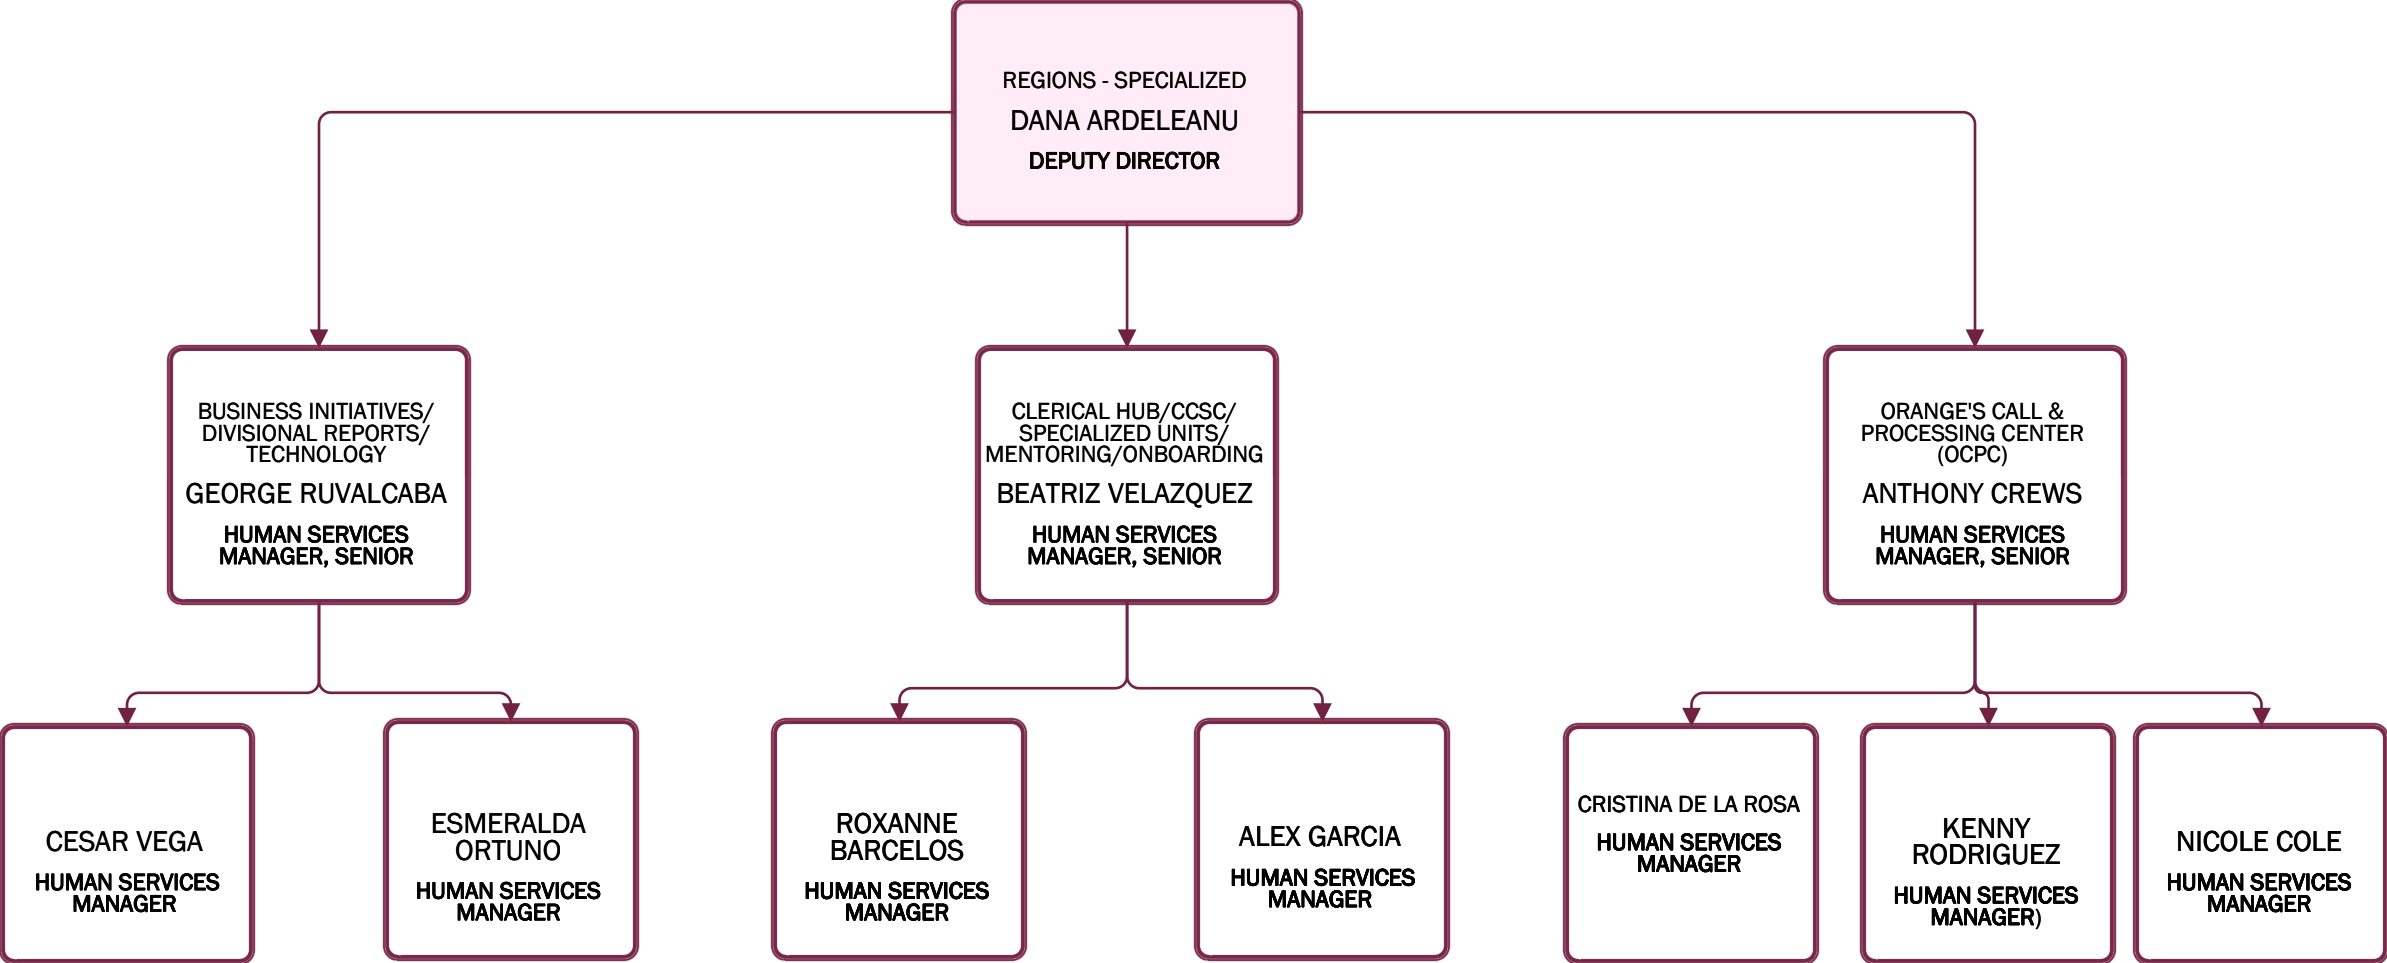 REGIONS - SPECIALIZED
DANA ARDELEANU
DEPUTY DIRECTOR
BUSINESS INITIATIVES/
DIVISIONAL REPORTS/
TECHNOLOGY
GEORGE RUVALCABA
HUMAN SERVICES
MANAGER, SENIOR
CLERICAL HUB/CCSC/
SPECIALIZED UNITS/
MENTORING/ONBOARDING
BEATRIZ VELAZQUEZ
HUMAN SERVICES
MANAGER, SENIOR
ORANGE'S CALL &
PROCESSING CENTER
(OCPC)
ANTHONY CREWS
HUMAN SERVICES
MANAGER, SENIOR
CESAR VEGA
HUMAN SERVICES
MANAGER
ESMERALDA
ORTUNO
HUMAN SERVICES
MANAGER
ROXANNE
BARCELOS
HUMAN SERVICES
MANAGER
ALEX GARCIA
HUMAN SERVICES
MANAGER
CRISTINA DE LA ROSA
HUMAN SERVICES
MANAGER
KENNY
RODRIGUEZ
HUMAN SERVICES
MANAGER)
NICOLE COLE
HUMAN SERVICES
MANAGER